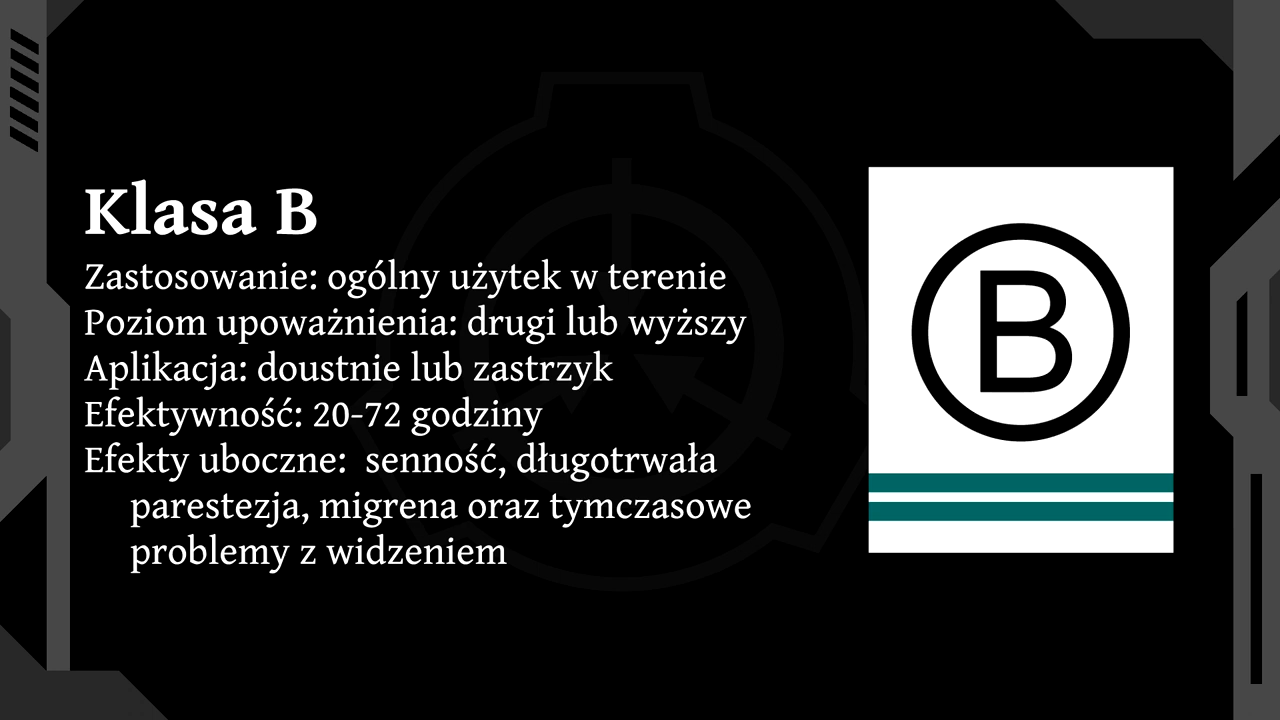 Klasa B
Zastosowanie: ogólny użytek w terenie
Poziom upoważnienia: drugi lub wyższy
Aplikacja: doustnie lub zastrzyk
Efektywność: 20-72 godziny
Efekty uboczne:  senność, długotrwała
parestezja, migrena oraz tymczasowe
problemy z widzeniem
B